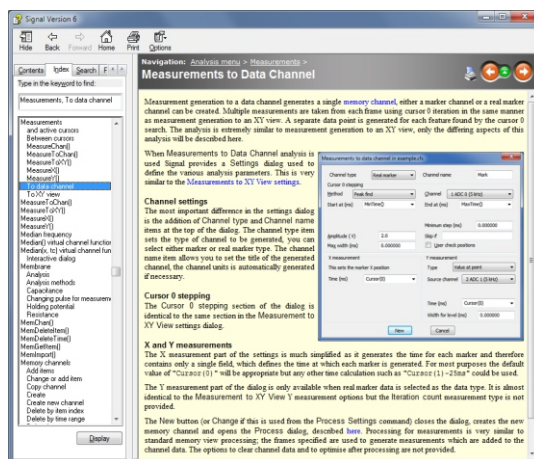 Signal Version 6
Hide Back Forward Home Print Options
Contents Index Search F
Type in the keyword to find:
Measurements, To data channel
Measurements
and active cursors
Between cursors
MeasureChan()
MeasureToChan()
MeasureToXY()
MeasureX()
MeasureY()
To data channel
To XY view
MeasureToChan()
MeasureToXY()
MeasureX()
MeasureY()
Median frequency
Median() virtual channel function
Median(x, tc) virtual channel fun
Interactive dialog
Membrane
Analysis
Analysis methods
Capacitance
Changing pulse for measurem
Holding potential
Resistance
MemChan()
MemDeleteItem()
MemDeleteTime()
MemGetItem()
MemImport()
Memory channels
Add items
Change or add item
Copy channel
Create
Create new channel
Delete by item index
Delete by time range
Display
Navigation: Analysis menu > Measurements >
Measurements to Data Channel
Measurement generation to a data channel generates a single memory channel, either a marker channel or a real marker
channel can be created. Multiple measurements are taken from each frame using cursor iteration in the same manner
as measurement generation to an XY view. A separate data point is generated for each feature found by the cursor 0
search. The analysis is extremely similar to measurement generation to an XY view, only the differing aspects of this
analysis will be described here.
When Measurements to Data Channel analysis is
used Signal provides a Settings dialog used to
define the various analysis parameters. This is very
similar to the Measurements to XY View settings.
Channel settings
The most important difference in the settings dialog
is the addition of Channel type and Channel name
items at the top of the dialog. The channel type item
sets the type of channel to be generated, you can
select either marker or real marker type. The channel
name item allows you to set the title of the generated
channel, the channel units is automatically generated
if necessary.
Cursor 0 stepping
The Cursor 0 stepping section of the dialog is
identical to the same section in the Measurement to
XY View settings dialog.
Measurements to data channel in example.cfs
Channel type Real marker Channel name Mark
Cursor 0 stepping
Method Peak find Channel 1 ADC 0 (5 kHz)
Start at (ms) MinTime() End at (ms) MaxTime()
Minimum step (ms) 0.000000
Amplitude ( V ) 2.0 Skip if
Max width (ms) 0.000000 User check positions
X measurement Y measurement
This sets the marker X position Type Value at point
Time (ms) Cursor(0) Source channel 2 ADC 1 (5 kHz)
Time (ms) Cursor(0)
Width for level (ms) 0.000000
New Cancel
X and Y measurements
The X measurement part of the settings is much simplified as it generates the time for each marker and therefore
contains only a single field, which defines the time at which each marker is generated. For most purposes the default
value of "Cursor(0)" will be appropriate but any other time calculation such as "Cursor(1)-25ms" could be used.
The Y measurement part of the dialog is only available when real marker data is selected as the data type. It is almost
identical to the Measurement to XY View Y measurement options but the Iteration count measurement type is not
provided.
The New button (or Change if this is used from the Process Settings command) closes the dialog, creates the new
memory channel and opens the Process dialog, described here. Processing for measurements is very similar to
standard memory view processing; the frames specified are used to generate measurements which are added to the
channel data. The options to clear channel data and to optimise after processing are not provided.